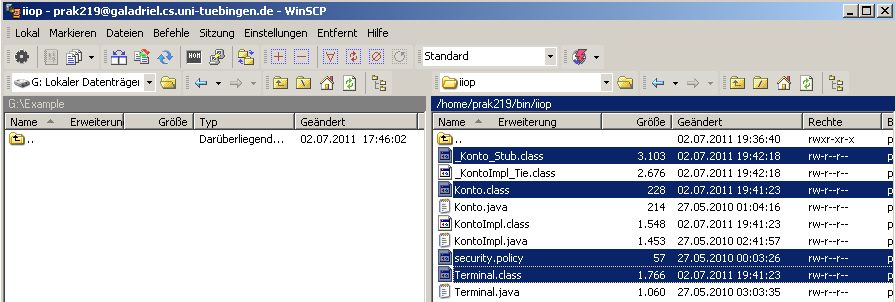 iiop - prak219@galadriel.cs.uni-tuebingen.de - WinSCP
Lokal Markieren Dateien Befehle Sitzung Einstellungen Entfernt Hilfe
Standard
G: Lokaler Datenträger
iiop
G:\Example
/home/prak219/bin/iiop
Name Erweiterun Größe Typ Geändert
Name Erweiterung Größe Geändert Rechte B
.. Darüberliegend... 02.07.2011 17:46:02
.. 02.07.2011 19:36:40 rwxr-xr-x p
_Konto_Stub.class 3.103 02.07.2011 19:42:18 rw-r--r-- p
_KontoImpl_Tie.class 2.676 02.07.2011 19:42:18 rw-r--r-- p
Konto.class 228 02.07.2011 19:41:23 rw-r--r-- p
Konto.java 214 27.05.2010 01:04:16 rw-r--r-- p
KontoImpl.class 1.548 02.07.2011 19:41:23 rw-r--r-- p
KontoImpl.java 1.453 27.05.2010 02:41:57 rw-r--r-- p
security.policy 57 27.05.2010 00:03:26 rw-r--r-- p
Terminal.class 1.766 02.07.2011 19:41:23 rw-r--r-- p
Terminal.java 1.060 27.05.2010 03:03:35 rw-r--r-- p